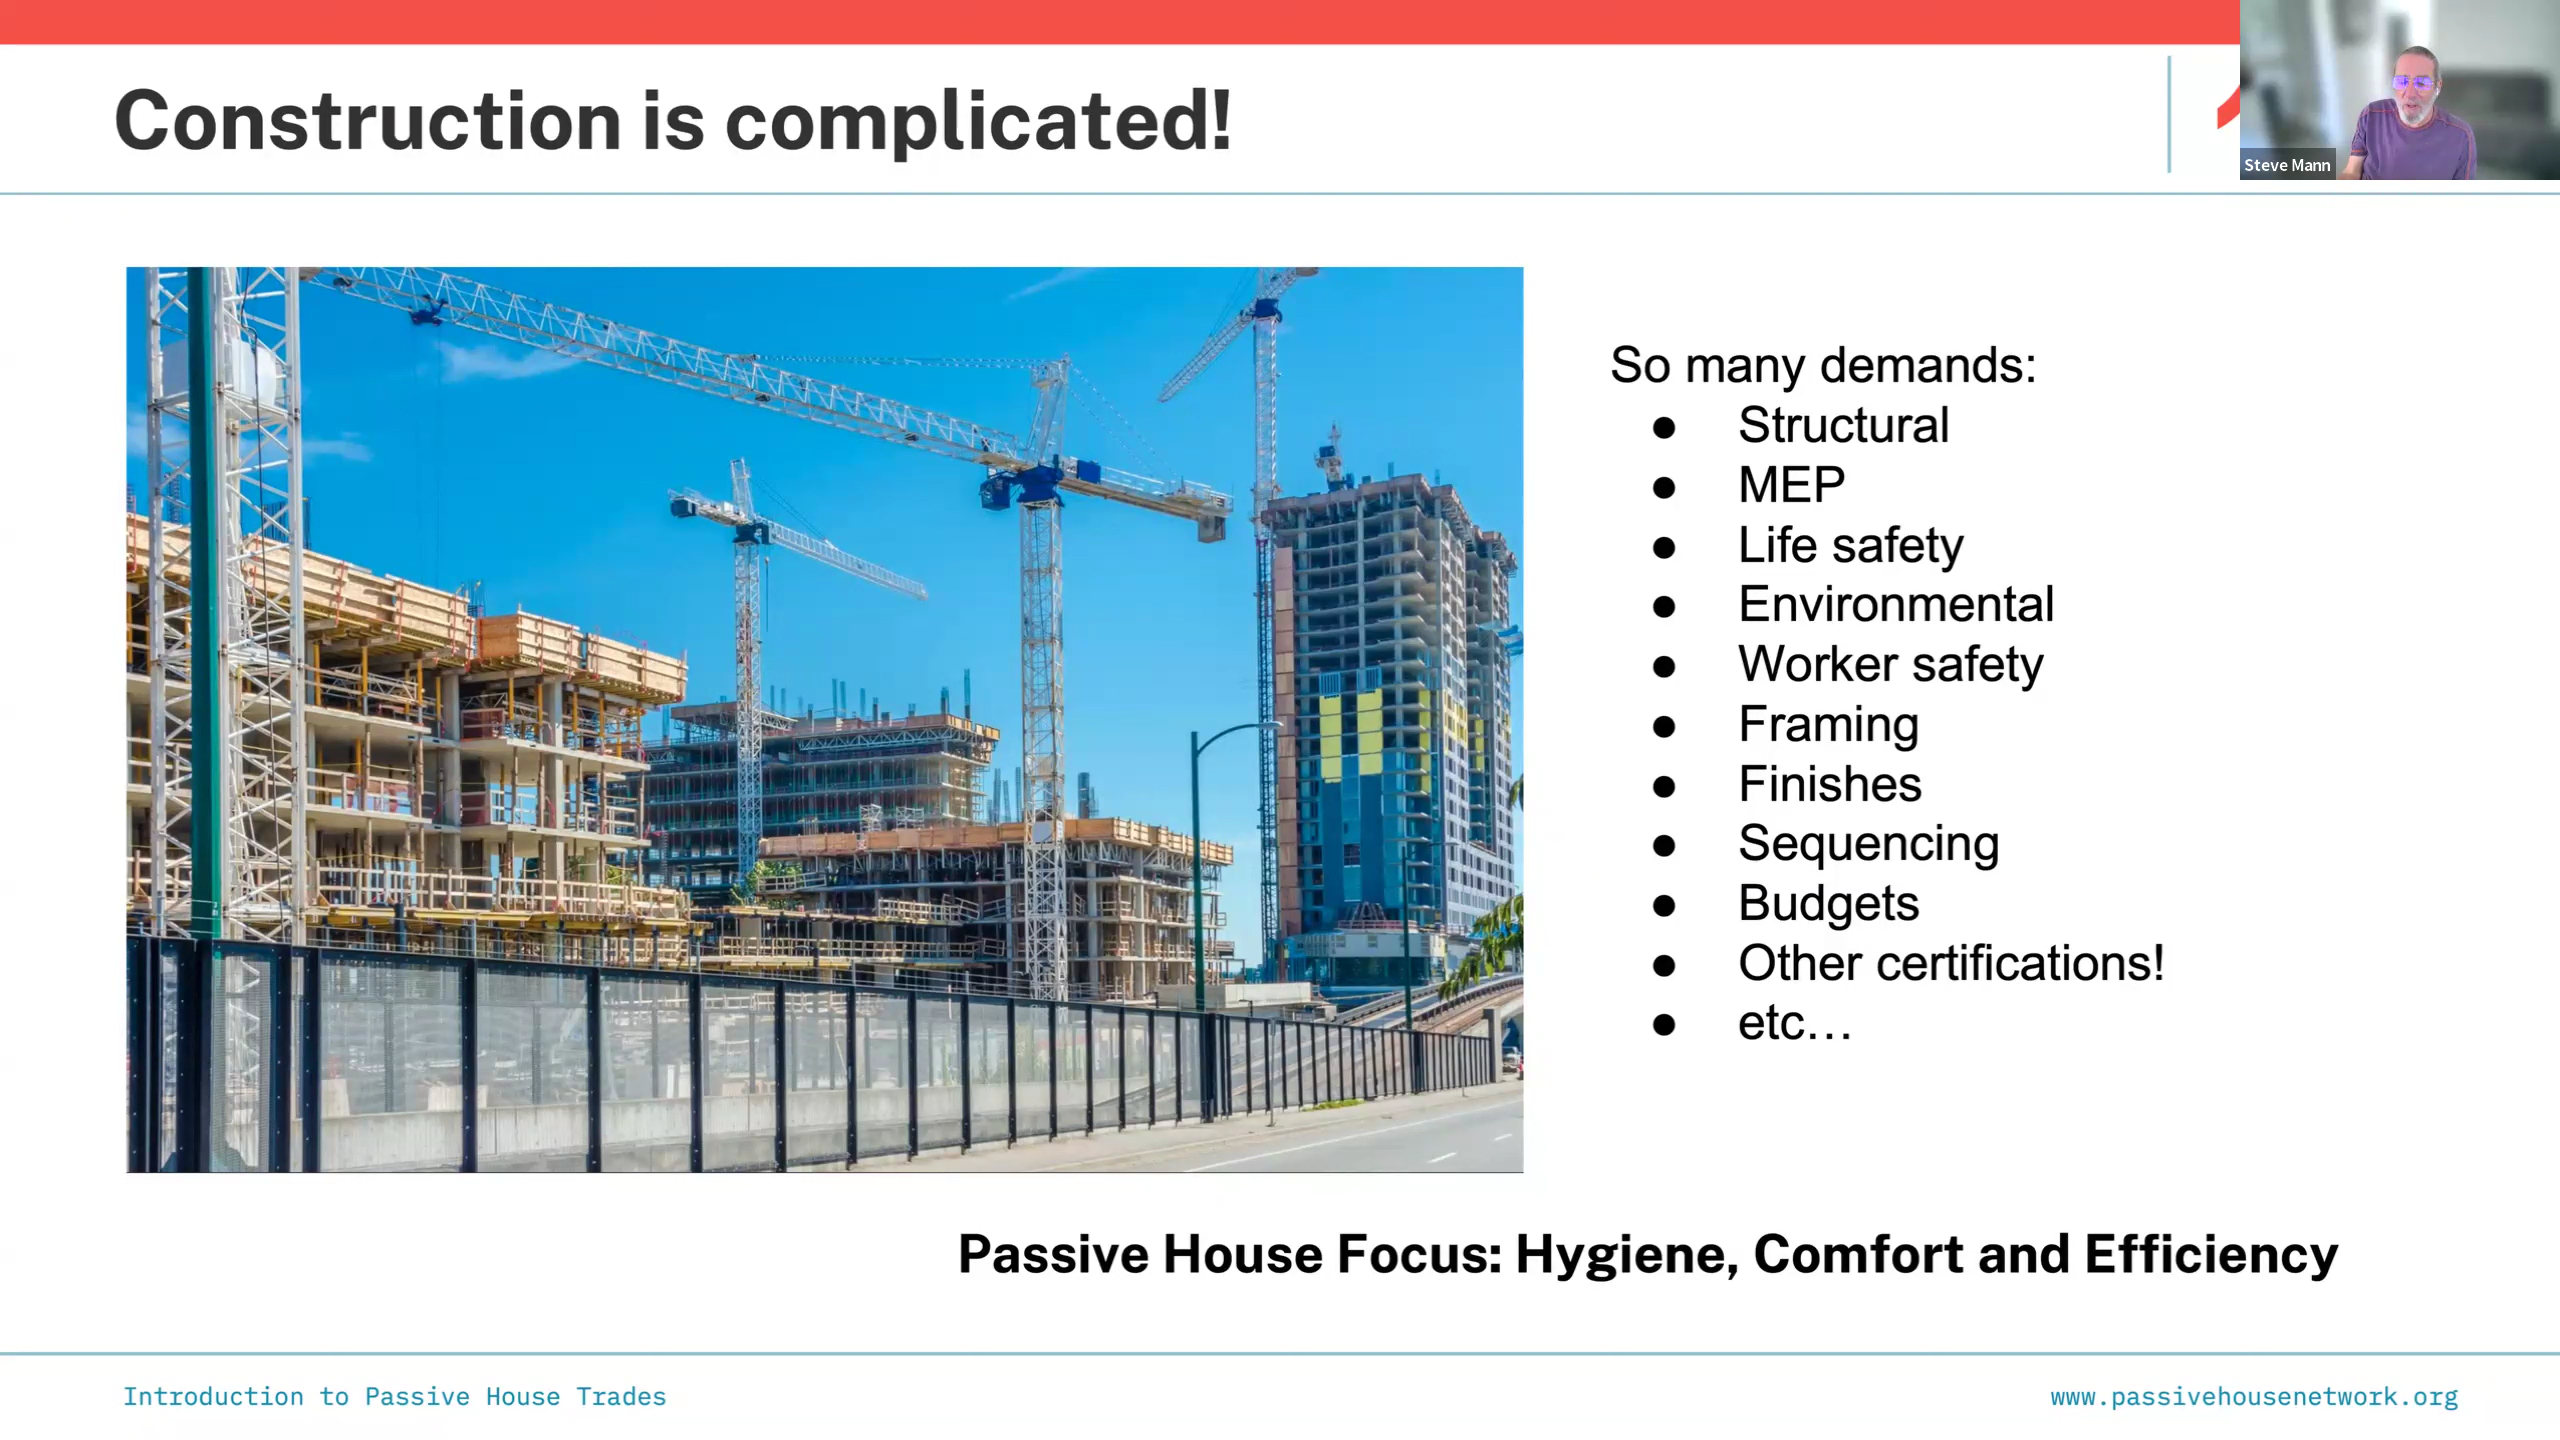 Construction is complicated!
Steve Mann
So many demands:
● Structural
● MEP
● Life safety
● Environmental
● Worker safety
● Framing
● Finishes
● Sequencing
● Budgets
● Other certifications!
● etc…
Passive House Focus: Hygiene, Comfort and Efficiency
Introduction to Passive House Trades
www.passivehousenetwork.org